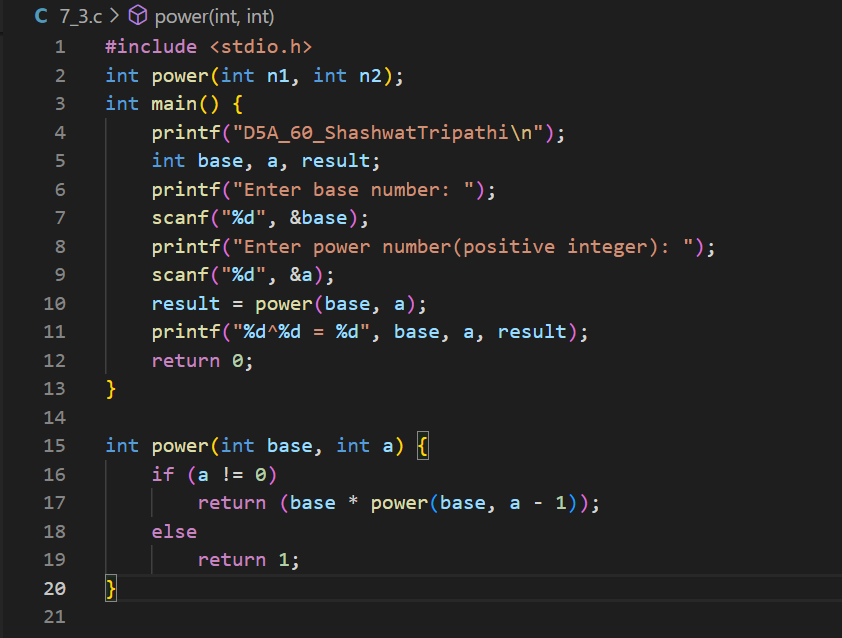 C 7_3.c > power(int, int)
1 #include <stdio.h>
2 int power(int n1, int n2);
3 int main() {
4     printf("D5A_60_ShashwatTripathi\n");
5     int base, a, result;
6     printf("Enter base number: ");
7     scanf("%d", &base);
8     printf("Enter power number(positive integer): ");
9     scanf("%d", &a);
10     result = power(base, a);
11     printf("%d^%d = %d", base, a, result);
12     return 0;
13 }
14
15 int power(int base, int a) {
16     if (a != 0)
17         return (base * power(base, a - 1));
18     else
19         return 1;
20 }
21